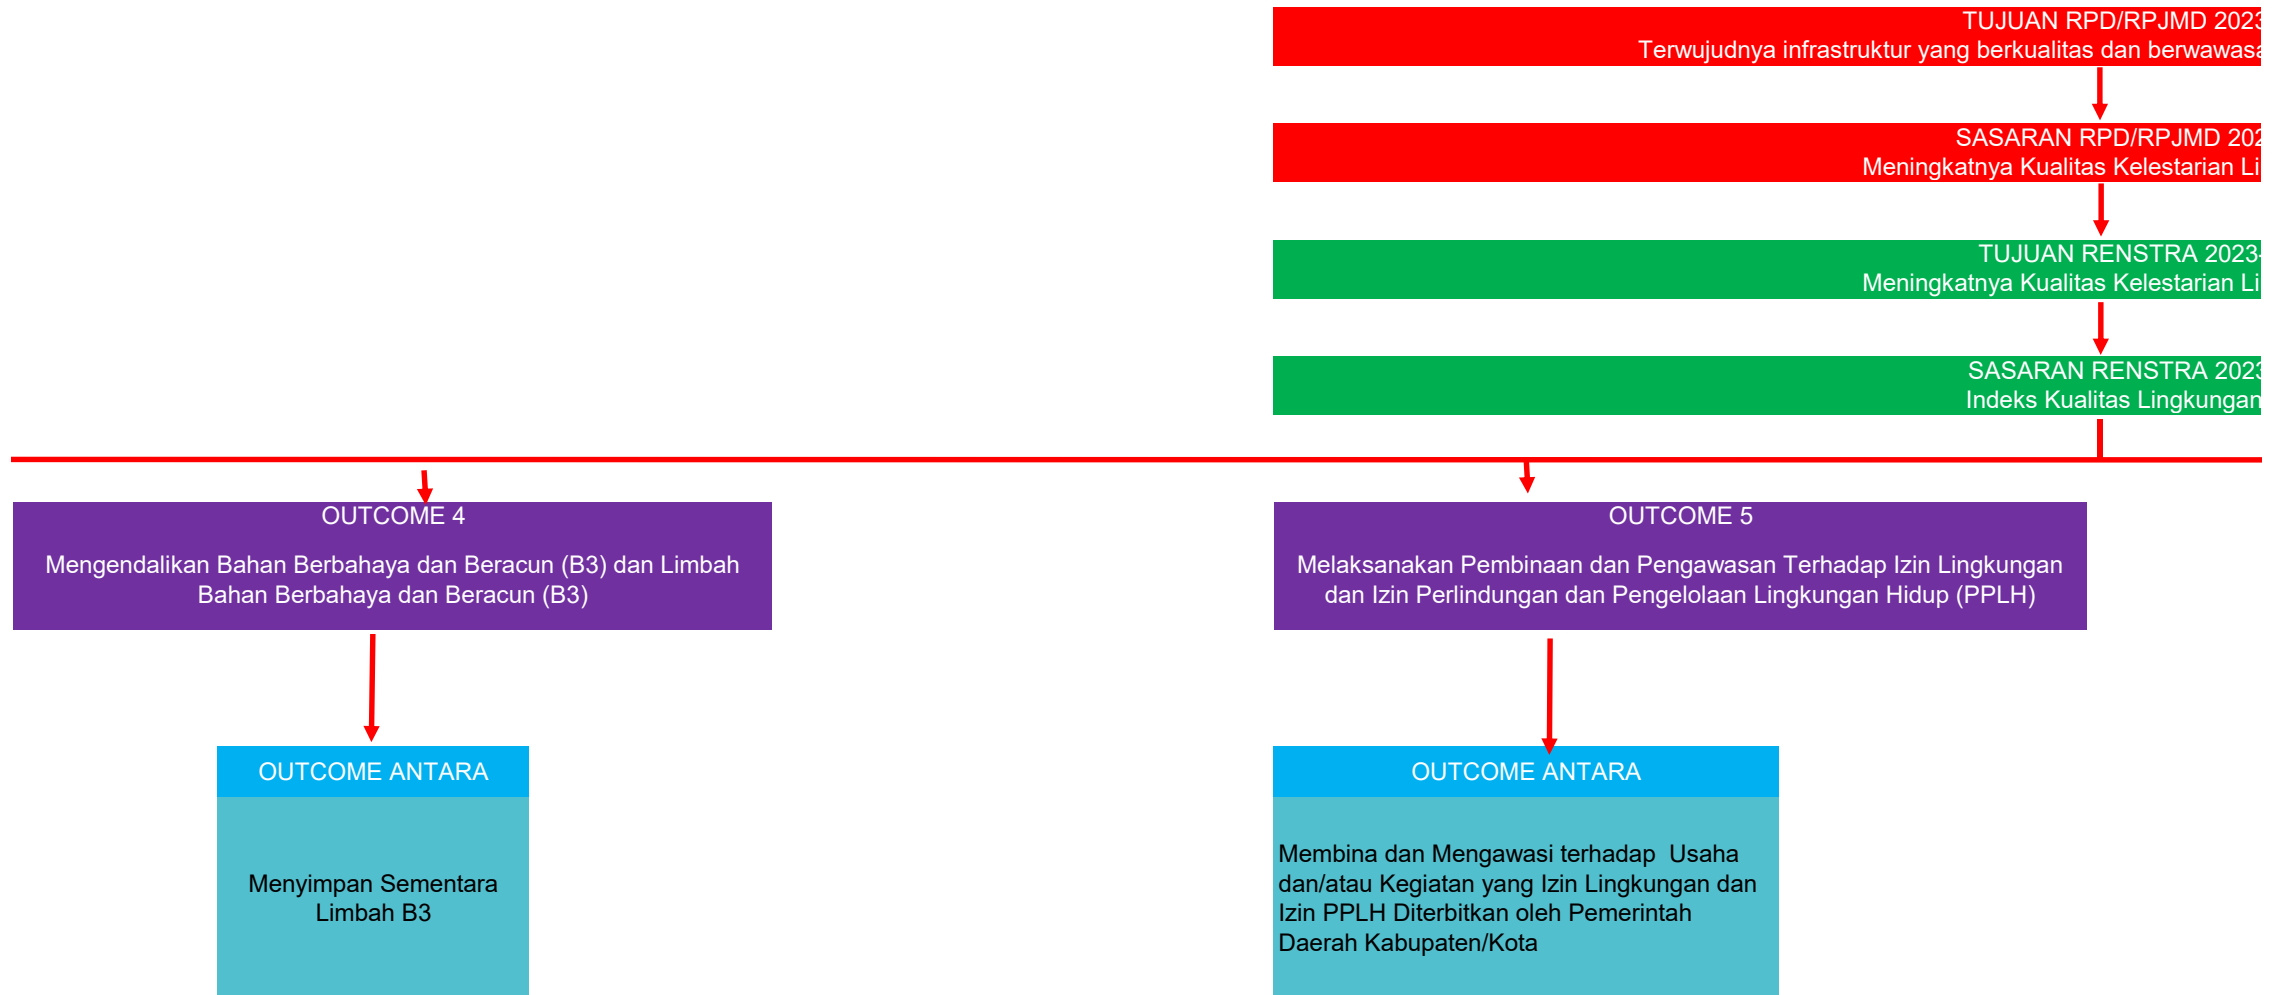 TUJUAN RPD/RPJMD 2023
Terwujudnya infrastruktur yang berkualitas dan berwawasa
SASARAN RPD/RPJMD 202
Meningkatnya Kualitas Kelestarian Li
TUJUAN RENSTRA 2023-
Meningkatnya Kualitas Kelestarian Li
SASARAN RENSTRA 2023
Indeks Kualitas Lingkungan
OUTCOME 4
Mengendalikan Bahan Berbahaya dan Beracun (B3) dan Limbah
Bahan Berbahaya dan Beracun (B3)
OUTCOME 5
Melaksanakan Pembinaan dan Pengawasan Terhadap Izin Lingkungan
dan Izin Perlindungan dan Pengelolaan Lingkungan Hidup (PPLH)
OUTCOME ANTARA
Menyimpan Sementara
Limbah B3
OUTCOME ANTARA
Membina dan Mengawasi terhadap  Usaha
dan/atau Kegiatan yang Izin Lingkungan dan
Izin PPLH Diterbitkan oleh Pemerintah
Daerah Kabupaten/Kota